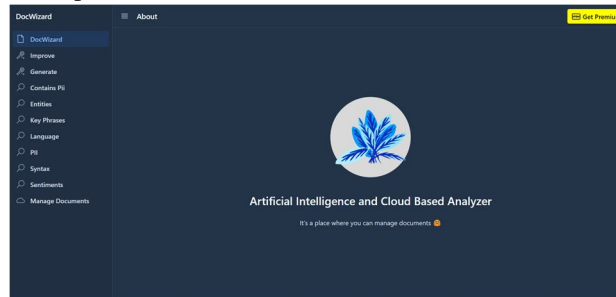 DocWizard
About
Get Premiu
DocWizard
Improve
Generate
Contains Pii
Entities
Key Phrases
Language
PII
Syntax
Sentiments
Manage Documents
Artificial Intelligence and Cloud Based Analyzer
It's a place where you can manage documents 🤗